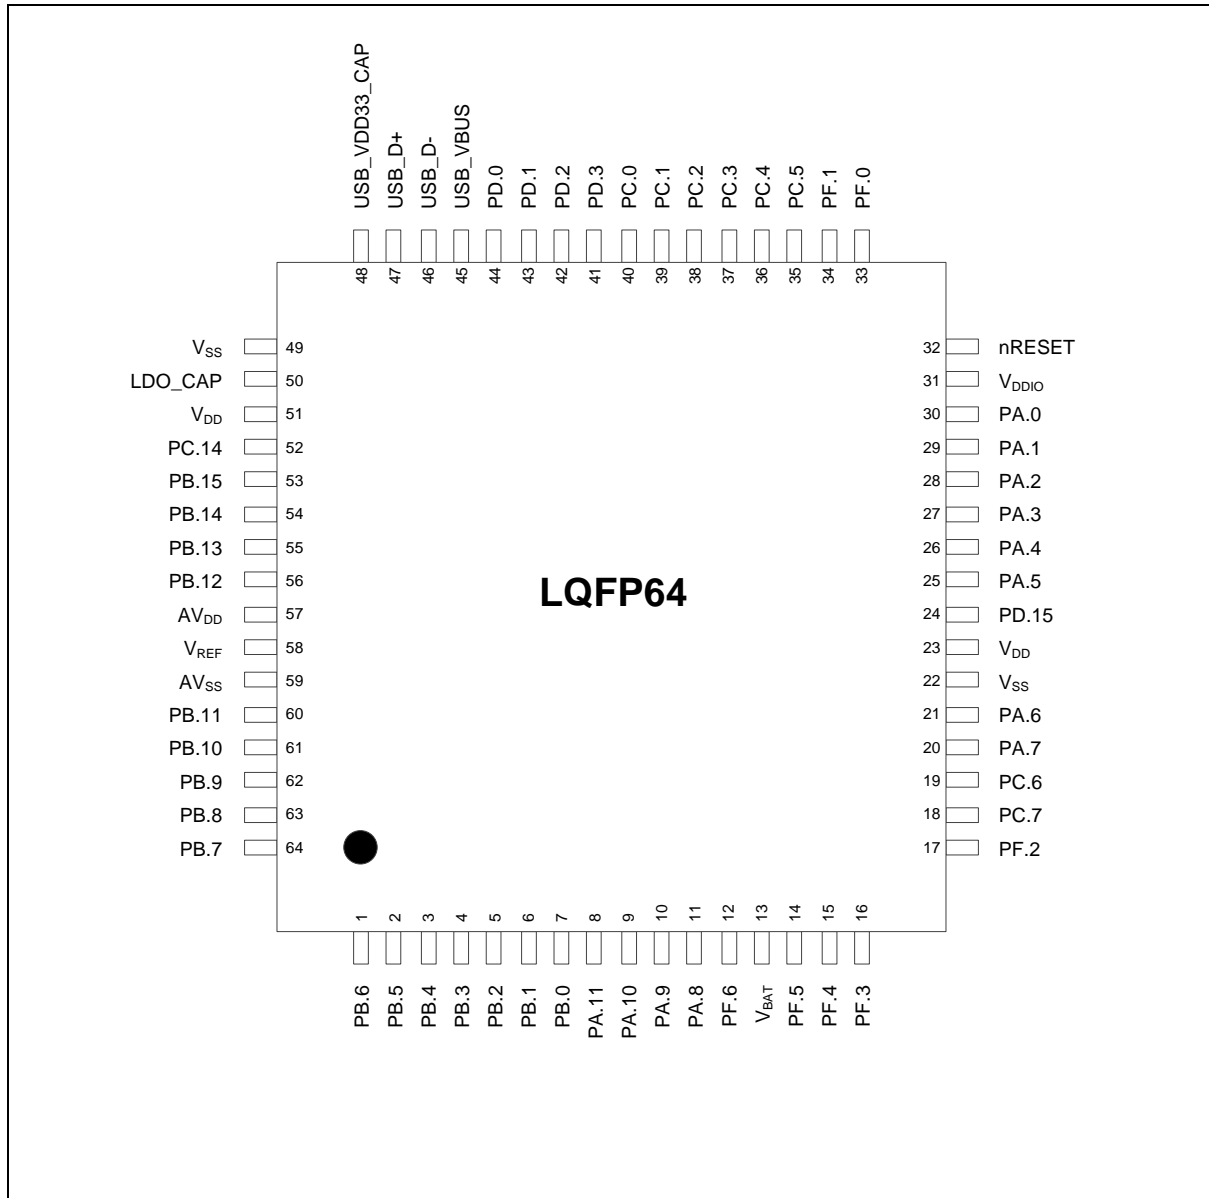 USB_VDD33_CAP
USB_D+
USB_D-
USB_VBUS
PD.0
PD.1
PD.2
PD.3
PC.0
PC.1
PC.2
PC.3
PC.4
PC.5
PF.1
PF.0
48
47
46
45
44
43
42
41
40
39
38
37
36
35
34
33
VSS 49
LDO_CAP 50
VDD 51
PC.14 52
PB.15 53
PB.14 54
PB.13 55
PB.12 56
AVDD 57
VREF 58
AVSS 59
PB.11 60
PB.10 61
PB.9 62
PB.8 63
PB.7 64
LQFP64
32 nRESET
31 VDDIO
30 PA.0
29 PA.1
28 PA.2
27 PA.3
26 PA.4
25 PA.5
24 PD.15
23 VDD
22 VSS
21 PA.6
20 PA.7
19 PC.6
18 PC.7
17 PF.2
1
2
3
4
5
6
7
8
9
10
11
12
13
14
15
16
PB.6
PB.5
PB.4
PB.3
PB.2
PB.1
PB.0
PA.11
PA.10
PA.9
PA.8
PF.6
VBAT
PF.5
PF.4
PF.3